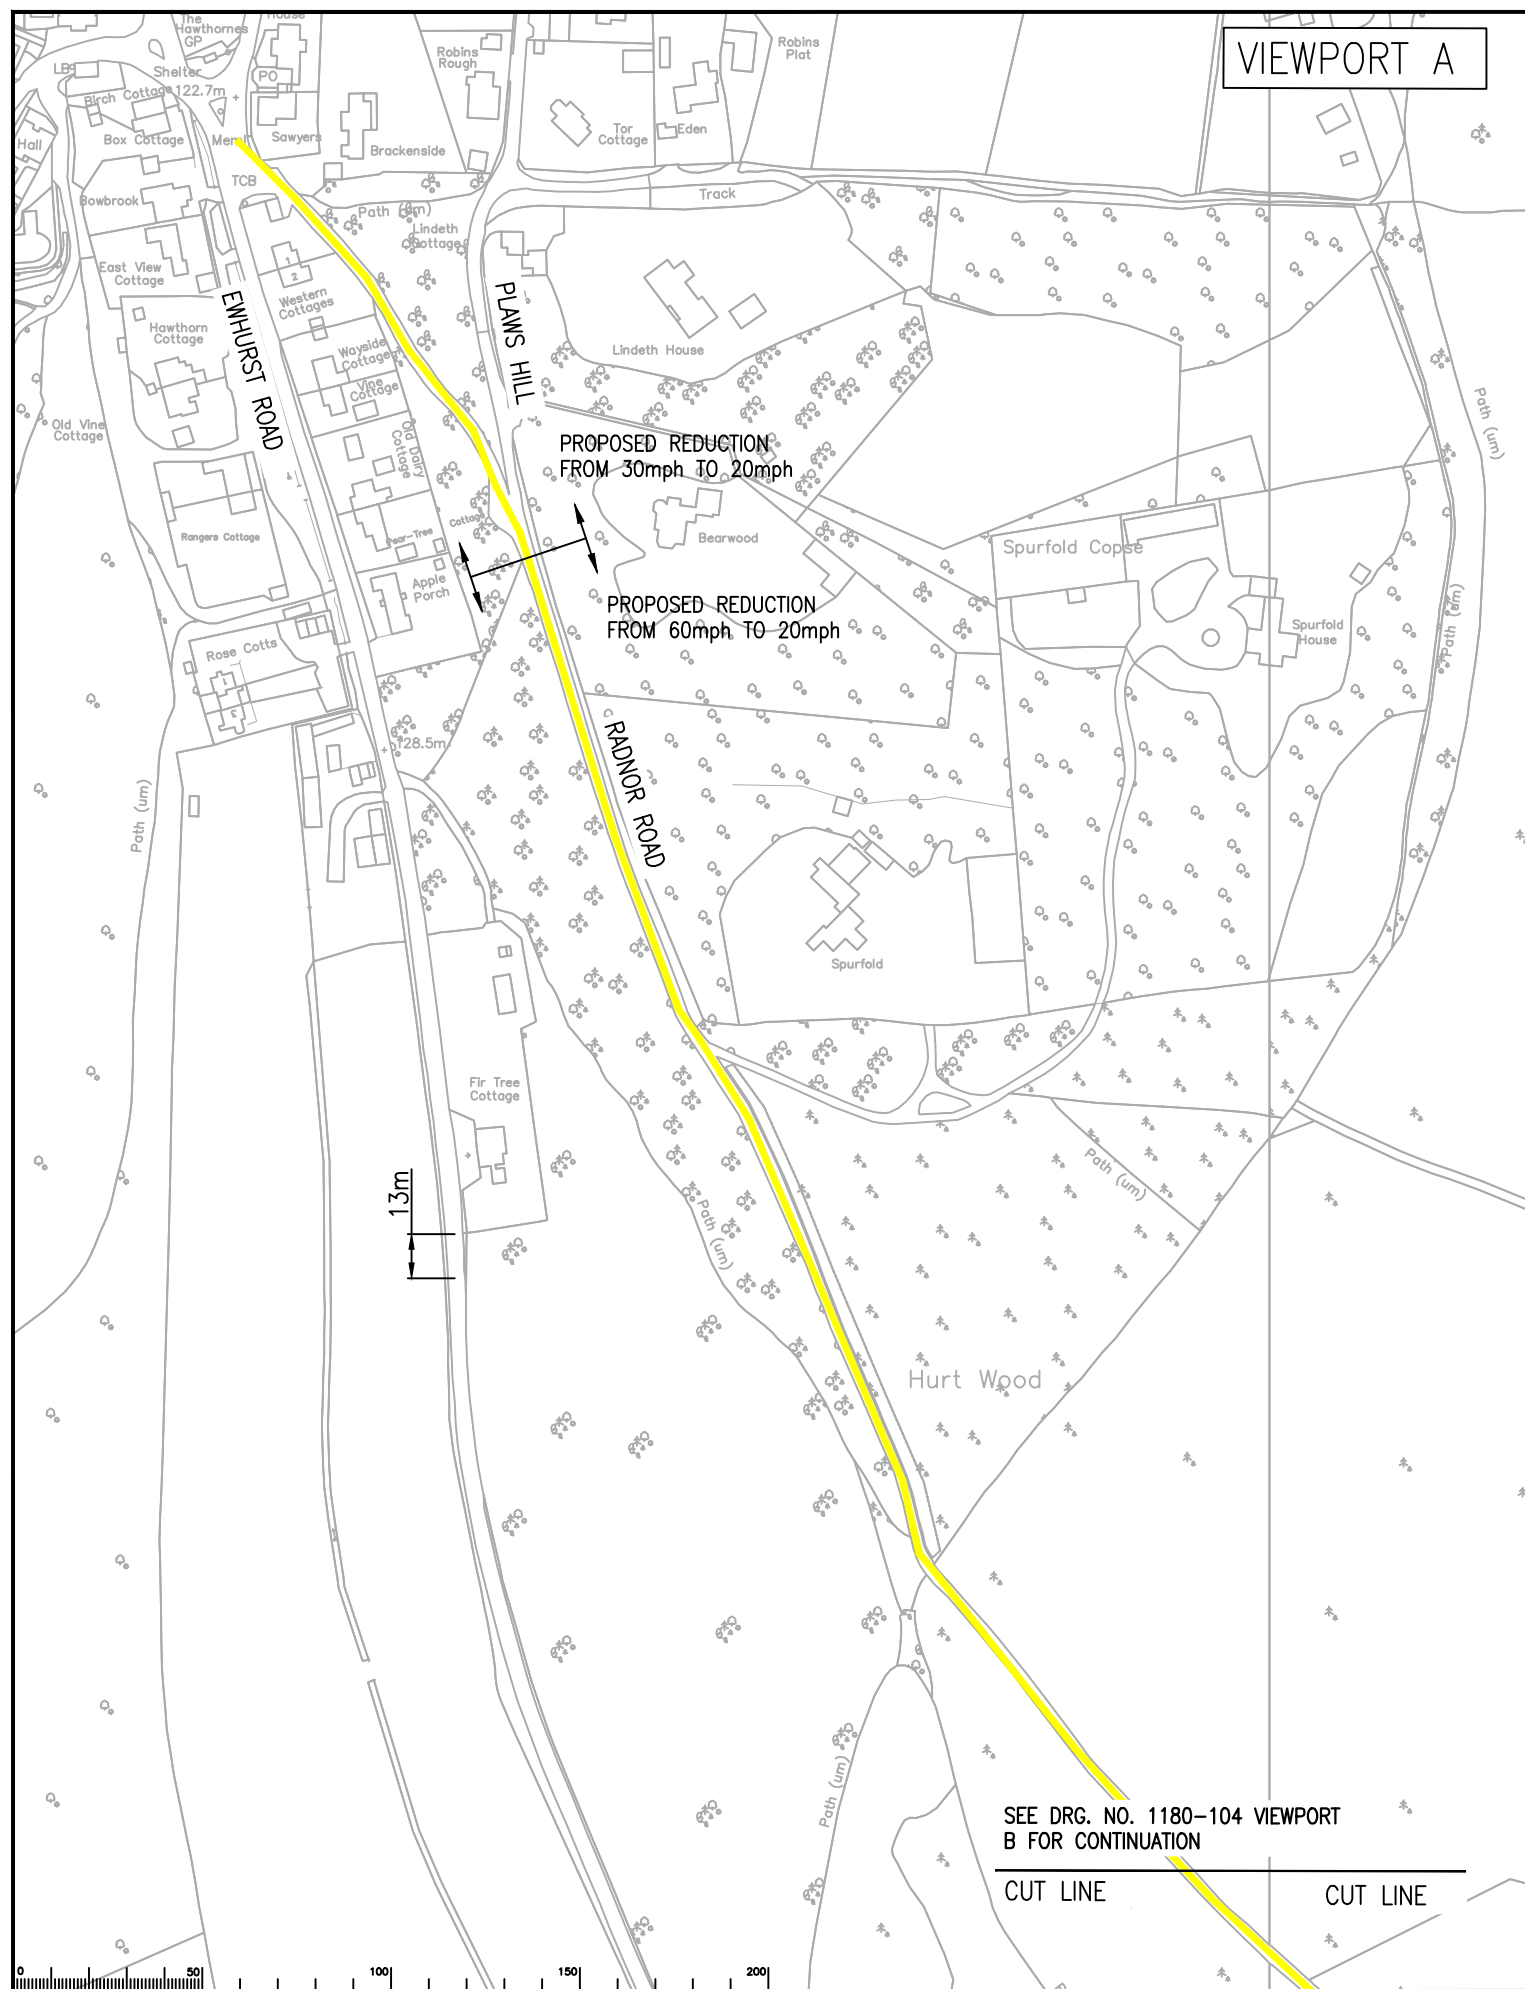 VIEWPORT A
The
Hawthornes
GP
House
LB
Shelter
PO
Birch Cottage
122.7m
Hall
Box Cottage
Meml
Sawyers
Brackenside
Robins
Rough
Robins
Plat
Tor
Cottage
Eden
TCB
Bowbrook
Path (um)
Lindeth
Cottage
Track
East View
Cottage
1
2
Western
Cottages
Hawthorn
Cottage
Wayside
Cottage
Vine
Cottage
Lindeth House
EWHURST ROAD
PLAWS HILL
Old Vine
Cottage
Old Dairy
Cottage
Path (um)
PROPOSED REDUCTION
FROM 30mph TO 20mph
Rangers Cottage
Pear-Tree Cottage
Bearwood
Spurfold Copse
Apple
Porch
PROPOSED REDUCTION
FROM 60mph TO 20mph
Spurfold
House
Path (um)
Rose Cotts
128.5m
RADNOR ROAD
Path (um)
Spurfold
Fir Tree
Cottage
13m
Path (um)
Path (um)
Hurt Wood
Path (um)
SEE DRG. NO. 1180-104 VIEWPORT
B FOR CONTINUATION
CUT LINE CUT LINE
0 50 100 150 200